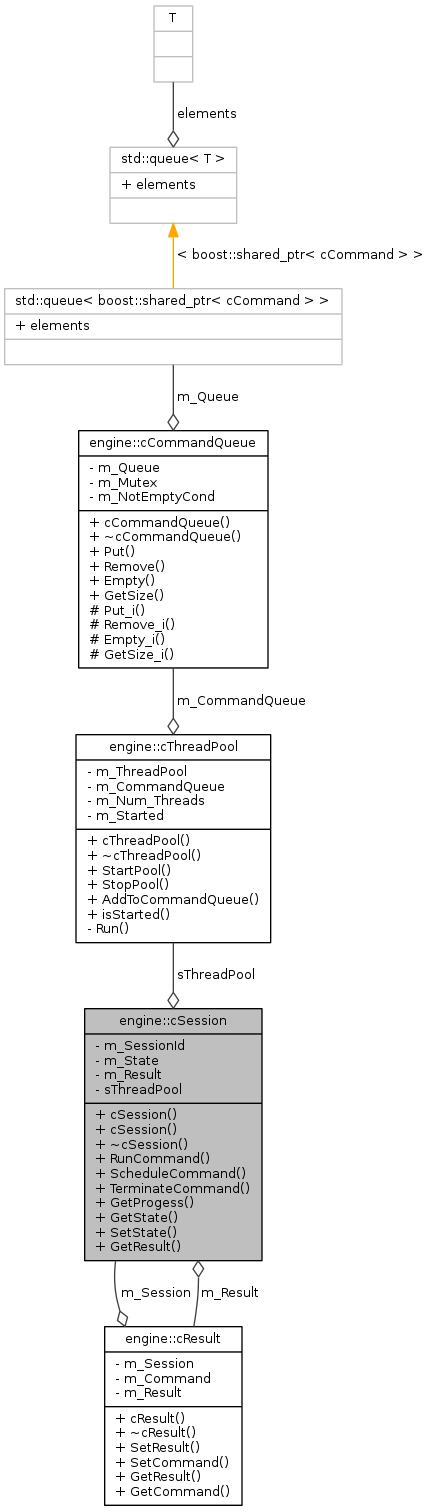 T
elements
std::queue< T >
+ elements
< boost::shared_ptr< cCommand > >
std::queue< boost::shared_ptr< cCommand > >
+ elements
m_Queue
engine::cCommandQueue
- m_Queue
- m_Mutex
- m_NotEmptyCond
+ cCommandQueue()
+ ~cCommandQueue()
+ Put()
+ Remove()
+ Empty()
+ GetSize()
# Put_i()
# Remove_i()
# Empty_i()
# GetSize_i()
m_CommandQueue
engine::cThreadPool
- m_ThreadPool
- m_CommandQueue
- m_Num_Threads
- m_Started
+ cThreadPool()
+ ~cThreadPool()
+ StartPool()
+ StopPool()
+ AddToCommandQueue()
+ isStarted()
- Run()
sThreadPool
engine::cSession
- m_SessionId
- m_State
- m_Result
- sThreadPool
+ cSession()
+ cSession()
+ ~cSession()
+ RunCommand()
+ ScheduleCommand()
+ TerminateCommand()
+ GetProgess()
+ GetState()
+ SetState()
+ GetResult()
m_Session
m_Result
engine::cResult
- m_Session
- m_Command
- m_Result
+ cResult()
+ ~cResult()
+ SetResult()
+ SetCommand()
+ GetResult()
+ GetCommand()